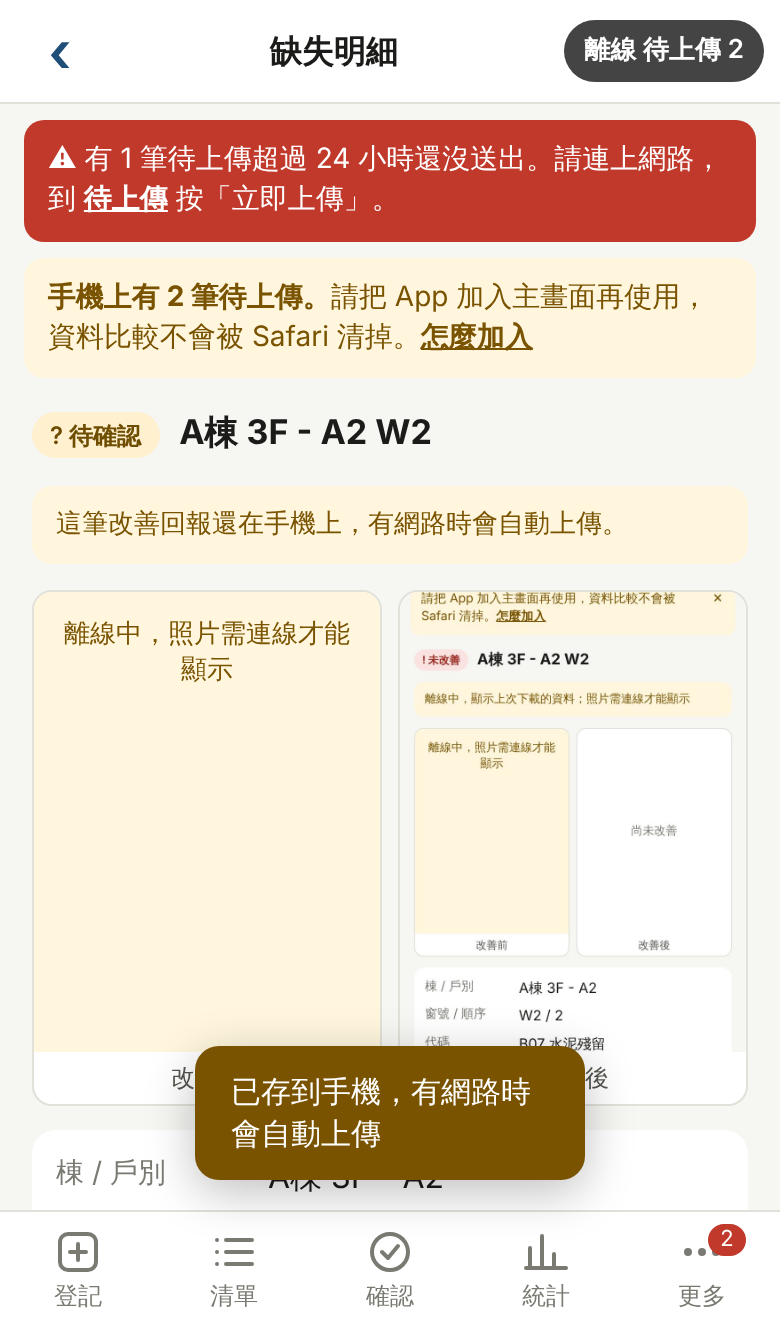 缺失明細
離線 待上傳 2
有 1 筆待上傳超過 24 小時還沒送出。請連上網路，
到 待上傳 按「立即上傳」。
手機上有 2 筆待上傳。請把 App 加入主畫面再使用，
資料比較不會被 Safari 清掉。怎麼加入
? 待確認
A棟 3F - A2 W2
這筆改善回報還在手機上，有網路時會自動上傳。
離線中，照片需連線才能
顯示
請把 App 加入主畫面再使用，資料比較不會被
Safari 清掉。怎麼加入
! 未改善
A棟 3F - A2 W2
離線中，顯示上次下載的資料；照片需連線才能顯示
離線中，照片需連線才能
顯示
尚未改善
改善前
改善後
棟 / 戶別
A棟 3F - A2
窗號 / 順序
W2 / 2
代碼
B07 水泥殘留
改
後
已存到手機，有網路時
會自動上傳
棟 / 戶別
A棟 3F - A2
登記
清單
確認
統計
2
更多